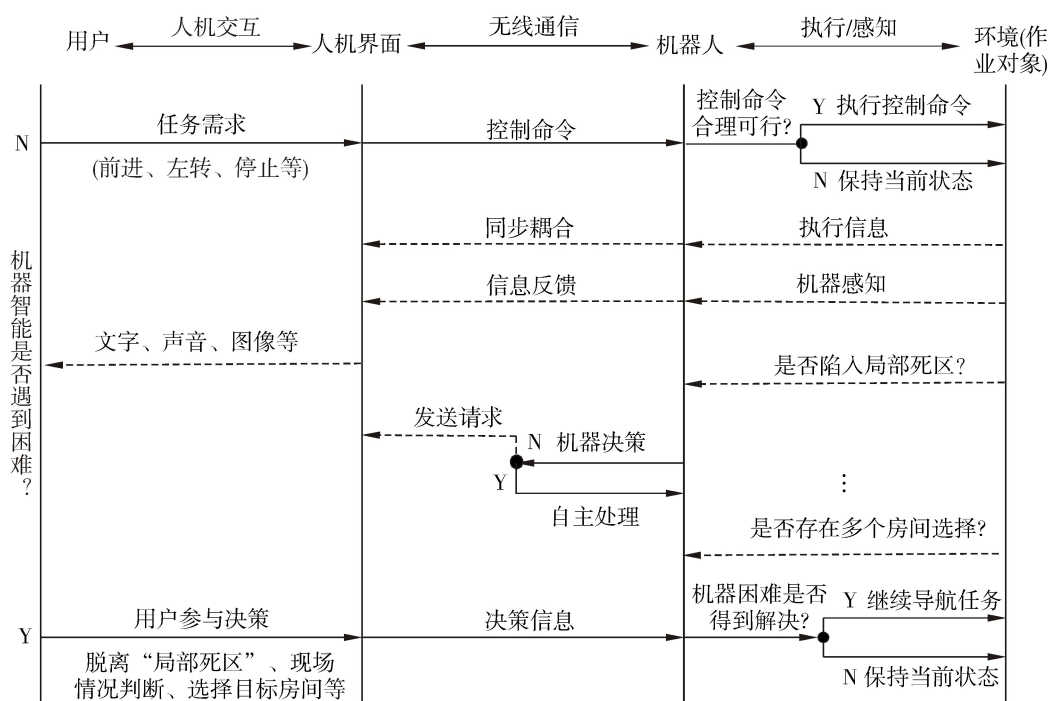 用户
人机交互
人机界面
无线通信
机器人
执行/感知
环境(作
业对象)
N
任务需求
(前进、左转、停止等)
控制命令
控制命令
合理可行?
Y 执行控制命令
N 保持当前状态
同步耦合
执行信息
机器智能是否遇到困难?
信息反馈
机器感知
文字、声音、图像等
是否陷入局部死区?
发送请求
N 机器决策
Y
自主处理
⋮
是否存在多个房间选择?
Y
用户参与决策
脱离“局部死区”、现场
情况判断、选择目标房间等
决策信息
机器困难是否
得到解决?
Y 继续导航任务
N 保持当前状态